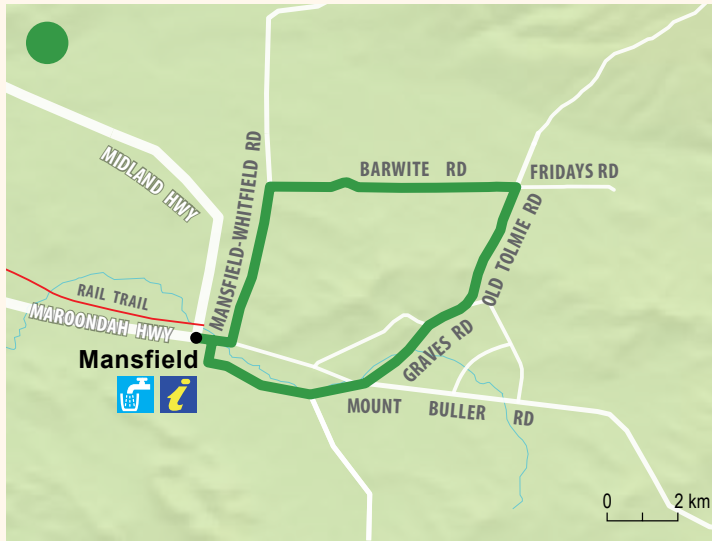 BARWITE RD
FRIDAYS RD
MIDLAND HWY
MANSFIELD-WHITFIELD RD
OLD TOLMIE RD
RAIL TRAIL
MAROONDAH HWY
GRAVES RD
Mansfield
i
MOUNT BULLER RD
0 2 km